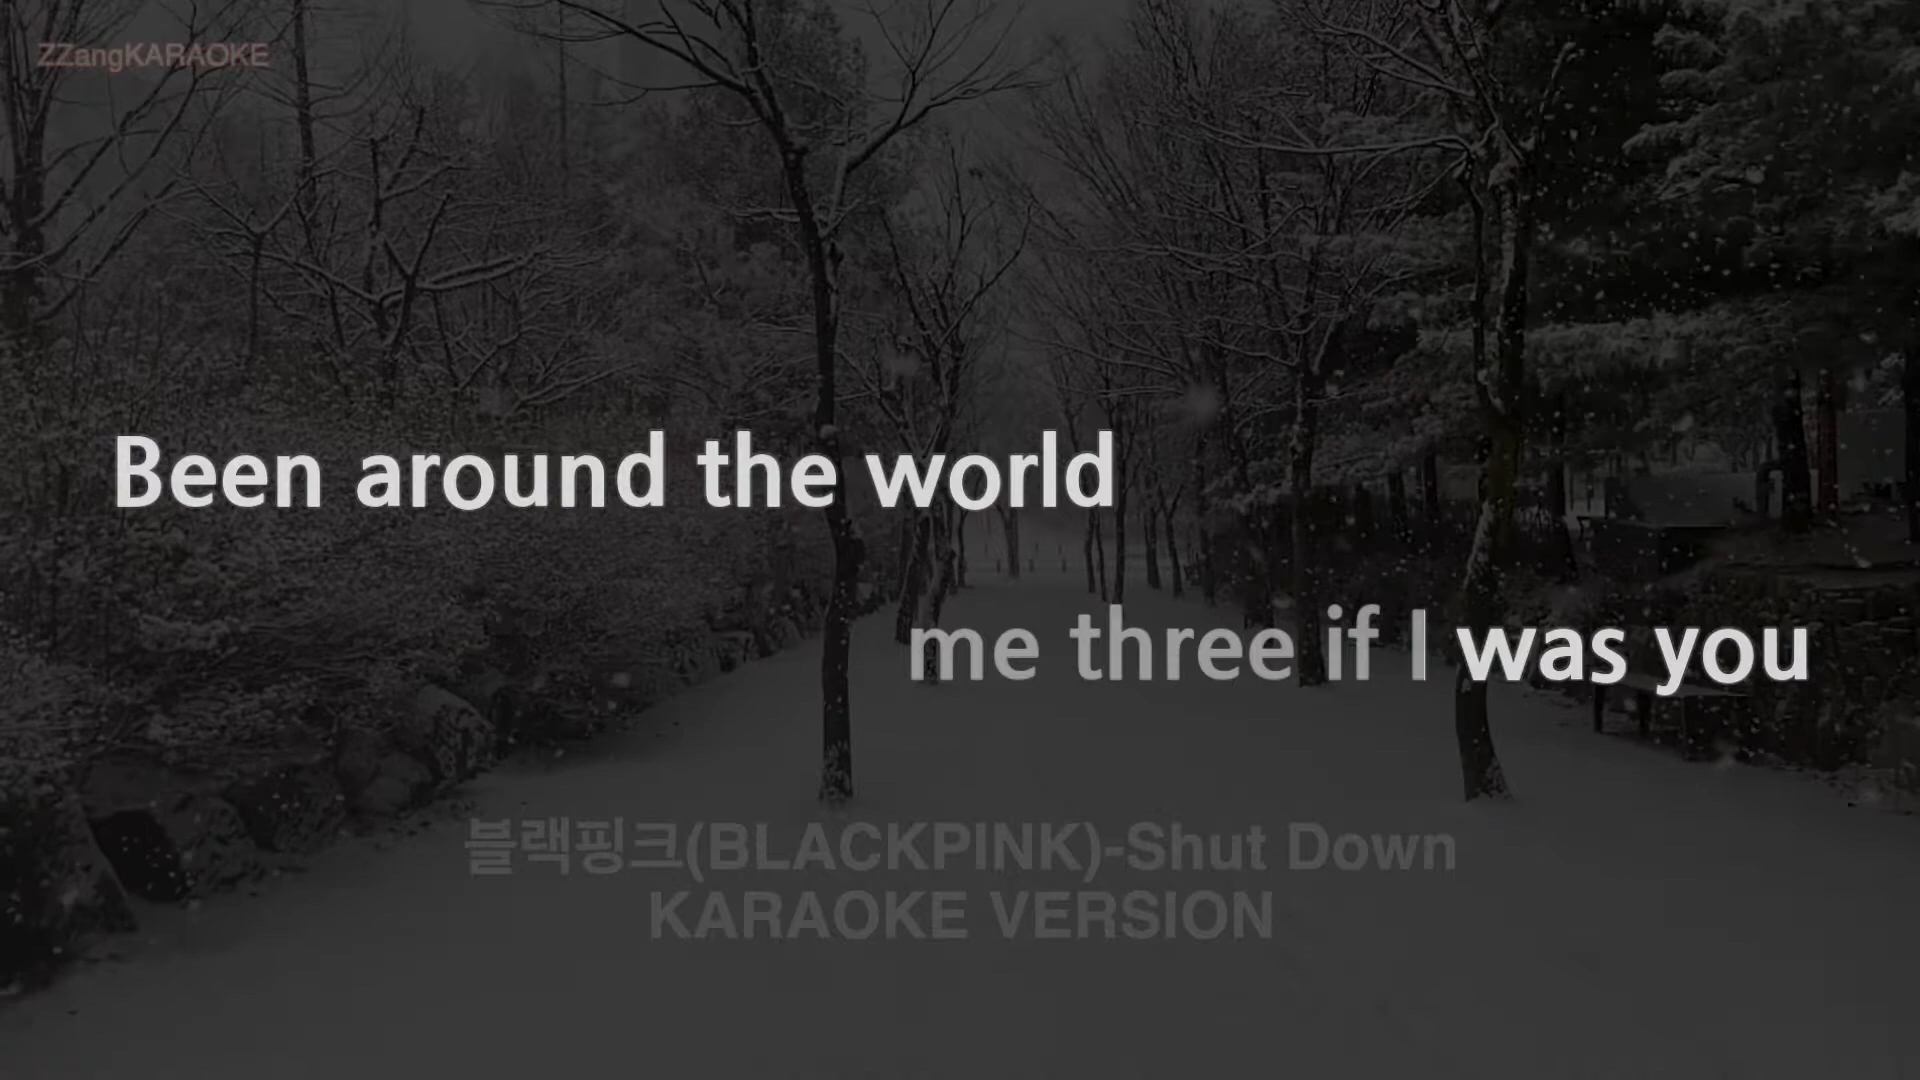 ZZangKARAOKE
Been around the world
me three if I was you
블랙핑크(BLACKPINK)-Shut Down
KARAOKE VERSION